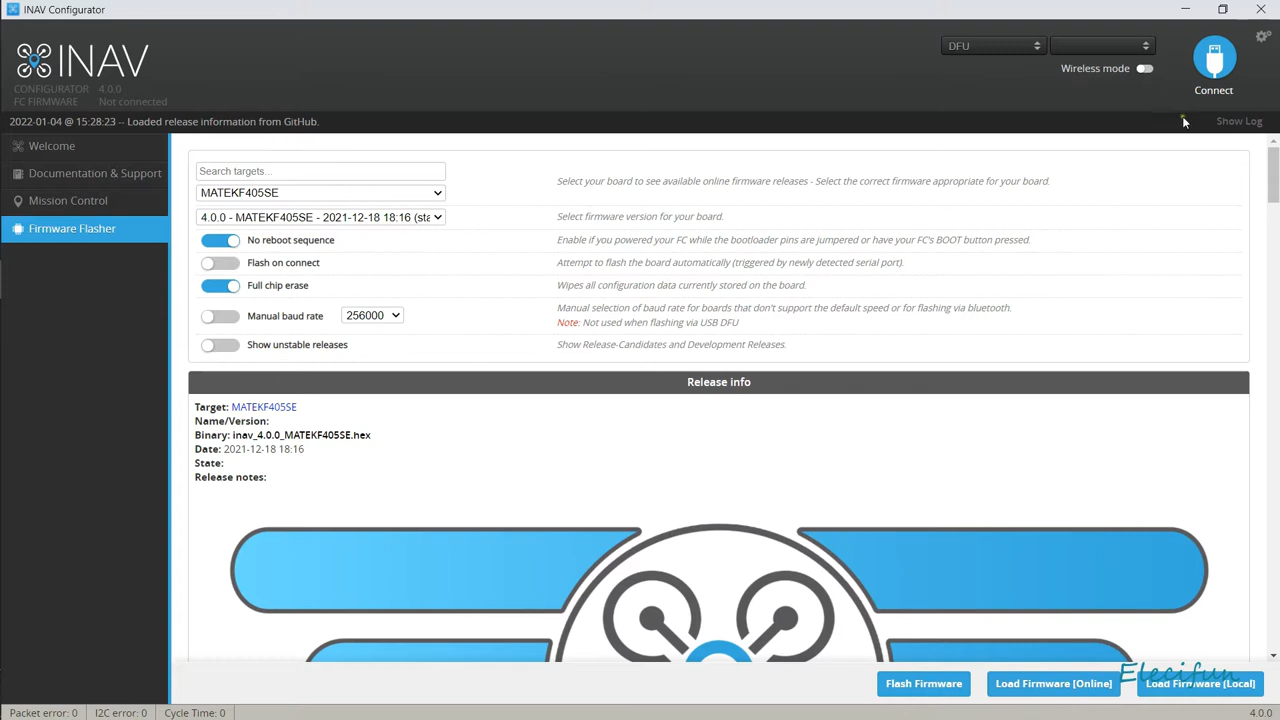 INAV Configurator
INAV
CONFIGURATOR 4.0.0
FC FIRMWARE Not connected
DFU
Wireless mode
Connect
2022-01-04 @ 15:28:23 -- Loaded release information from GitHub.
Show Log
Welcome
Documentation & Support
Mission Control
Firmware Flasher
Search targets...
MATEKF405SE
Select your board to see available online firmware releases - Select the correct firmware appropriate for your board.
4.0.0 - MATEKF405SE - 2021-12-18 18:16 (sta
Select firmware version for your board.
No reboot sequence
Enable if you powered your FC while the bootloader pins are jumpered or have your FC's BOOT button pressed.
Flash on connect
Attempt to flash the board automatically (triggered by newly detected serial port).
Full chip erase
Wipes all configuration data currently stored on the board.
Manual baud rate
256000
Manual selection of baud rate for boards that don't support the default speed or for flashing via bluetooth.
Note: Not used when flashing via USB DFU
Show unstable releases
Show Release-Candidates and Development Releases.
Release info
Target: MATEKF405SE
Name/Version:
Binary: inav_4.0.0_MATEKF405SE.hex
Date: 2021-12-18 18:16
State:
Release notes:
Flash Firmware
Load Firmware [Online]
Load Firmware [Local]
Elecifun
Packet error: 0
I2C error: 0
Cycle Time: 0
4.0.0